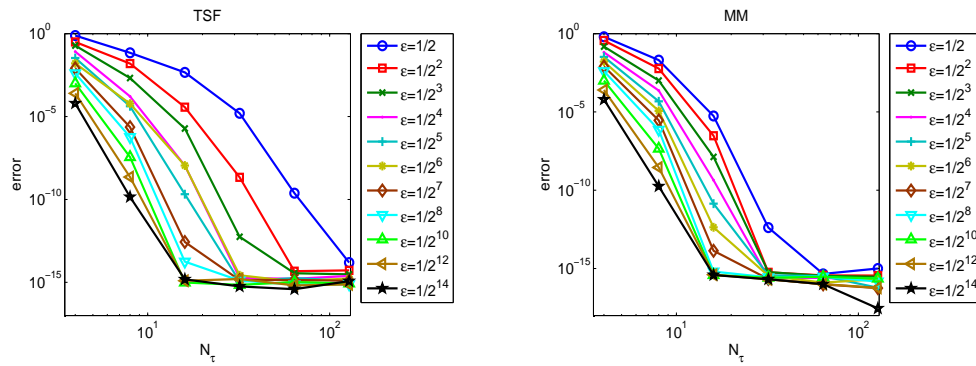 TSF
error
10^0
10^-5
10^-10
10^-15
10^1
10^2
N_τ
ε=1/2
ε=1/2^2
ε=1/2^3
ε=1/2^4
ε=1/2^5
ε=1/2^6
ε=1/2^7
ε=1/2^8
ε=1/2^10
ε=1/2^12
ε=1/2^14
MM
error
10^0
10^-5
10^-10
10^-15
10^1
10^2
N_τ
ε=1/2
ε=1/2^2
ε=1/2^3
ε=1/2^4
ε=1/2^5
ε=1/2^6
ε=1/2^7
ε=1/2^8
ε=1/2^10
ε=1/2^12
ε=1/2^14